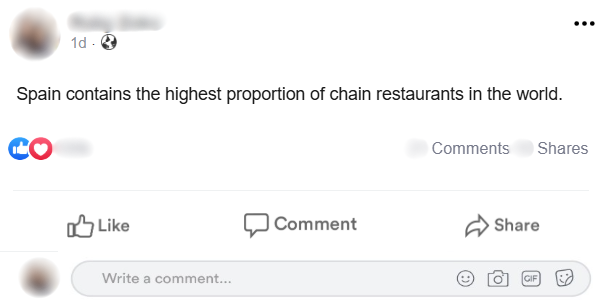 1d ·
Spain contains the highest proportion of chain restaurants in the world.
Comments Shares
Like Comment Share
Write a comment... GIF